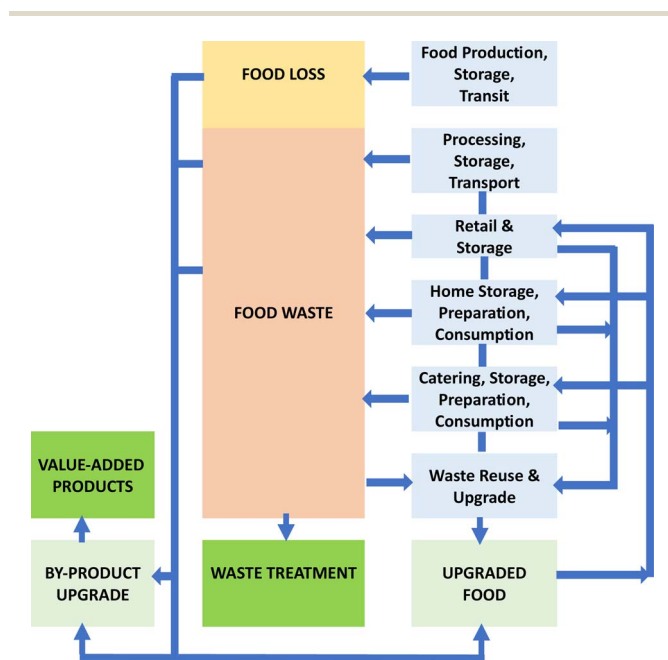 FOOD LOSS
Food Production,
Storage,
Transit
Processing,
Storage,
Transport
Retail &
Storage
FOOD WASTE
Home Storage,
Preparation,
Consumption
Catering, Storage,
Preparation,
Consumption
VALUE-ADDED
PRODUCTS
Waste Reuse &
Upgrade
BY-PRODUCT
UPGRADE
WASTE TREATMENT
UPGRADED
FOOD